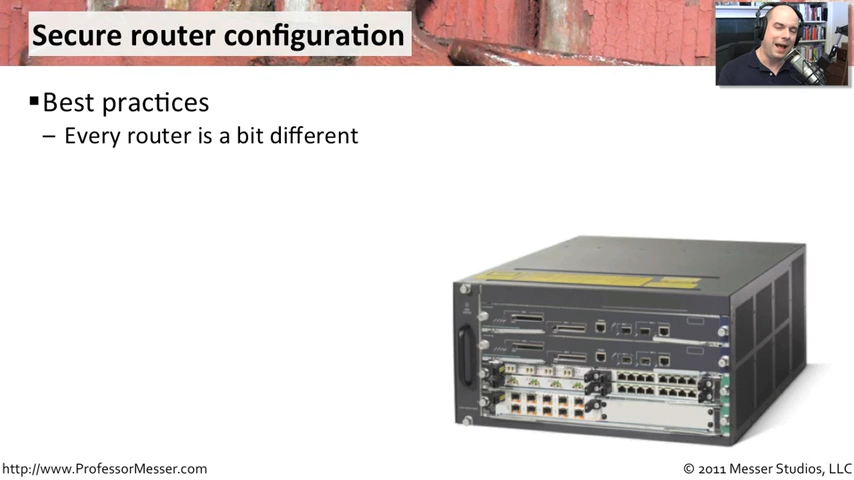 Secure router configuration
Best practices
– Every router is a bit different
http://www.ProfessorMesser.com
© 2011 Messer Studios, LLC